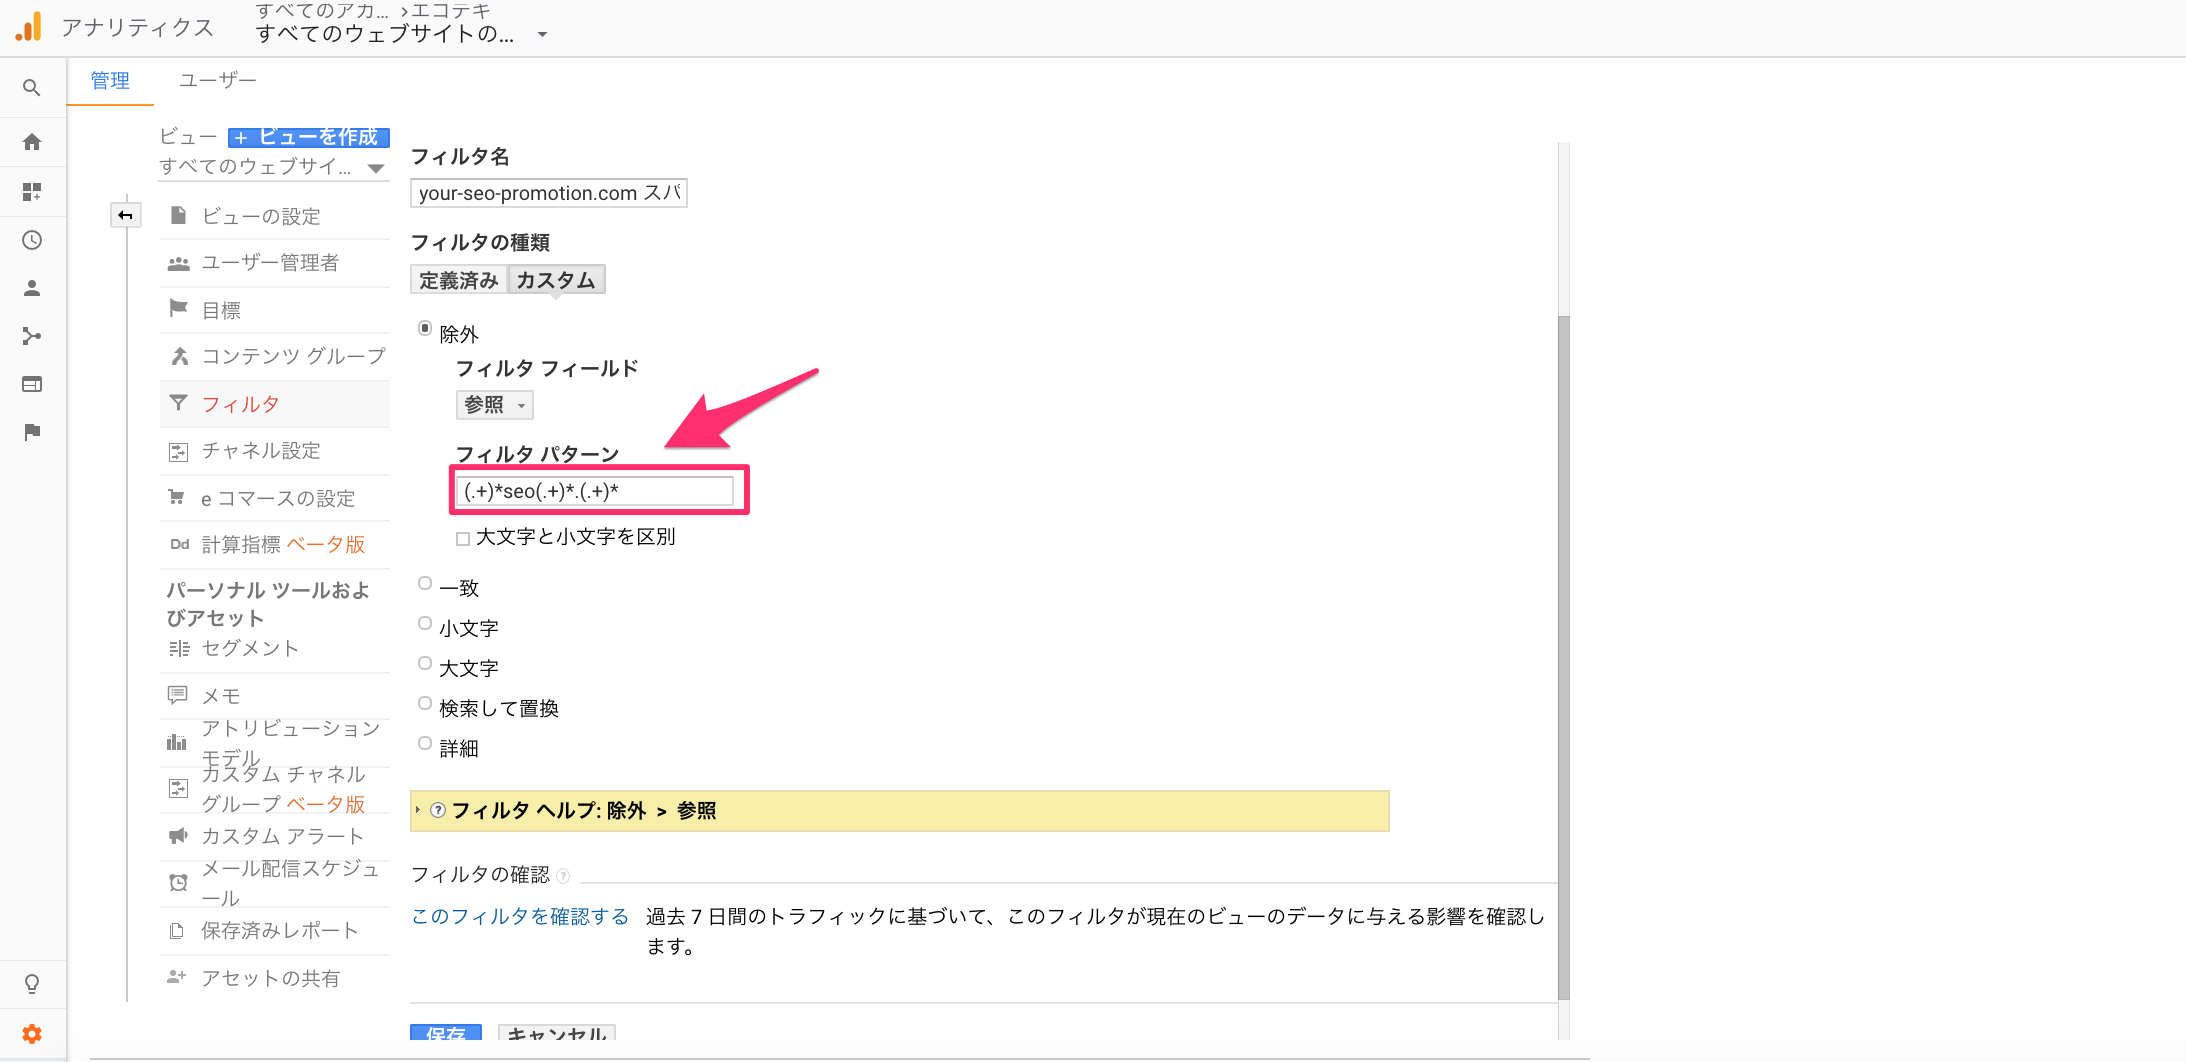 アナリティクス
すべてのアカ... ›エコテキ
すべてのウェブサイトの...
管理
ユーザー
ビュー
+ ビューを作成
すべてのウェブサイ...
ビューの設定
ユーザー管理者
目標
コンテンツ グループ
フィルタ
チャネル設定
e コマースの設定
Dd 計算指標 ベータ版
パーソナル ツールおよ
びアセット
セグメント
メモ
アトリビューション
モデル
カスタム チャネル
グループ ベータ版
カスタム アラート
メール配信スケジュ
ール
保存済みレポート
アセットの共有
フィルタ名
your-seo-promotion.com スパ
フィルタの種類
定義済み カスタム
除外
フィルタ フィールド
参照
フィルタ パターン
(.+)*seo(.+)*.(.+)*
大文字と小文字を区別
一致
小文字
大文字
検索して置換
詳細
? フィルタ ヘルプ: 除外 > 参照
フィルタの確認 ?
このフィルタを確認する 過去 7 日間のトラフィックに基づいて、このフィルタが現在のビューのデータに与える影響を確認し
ます。
保存 キャンセル